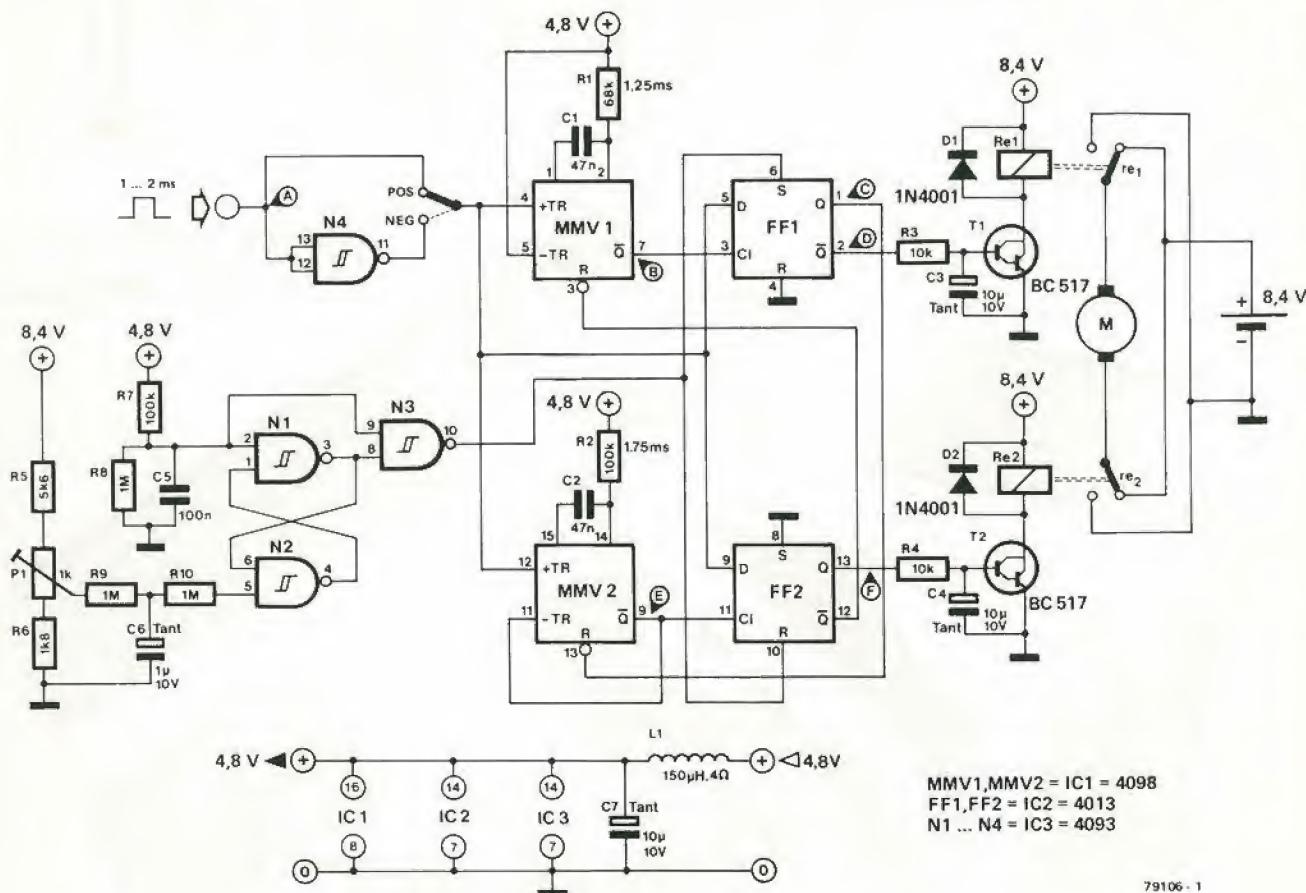 4,8 V +
R1
68k
1,25ms
C1
47n
1 2
1 ... 2 ms
A
POS
NEG
N4
13
12
11
4 +TR
MMV 1
5 -TR
R
Q 7
3
B
6
S
5 D
Q 1
FF1
3 Cl
Q 2
R
4
C
D
R3
10k
C3
10µ
10V
Tant
T1
BC 517
8,4 V
+
D1
1N4001
Re1
re1
M
+
8,4 V
-
8,4 V
+
R5
5k6
P1
1k
R6
1k8
4,8 V
+
R7
100k
R8
1M
C5
100n
R9
1M
R10
1M
C6 Tant
1µ
10V
N1
2
1
3
N2
6
5
4
N3
9
8
10
4,8 V +
R2
100k
1.75ms
C2
47n
15 14
12 +TR
MMV 2
11 -TR
R
Q 9
13
E
8
S
9 D
Q 13
FF2
11 Cl
Q 12
R
10
F
R4
10k
C4
10µ
10V
Tant
T2
BC 517
8,4 V
+
D2
1N4001
Re2
re2
4,8 V + L1 + 4,8V
150µH,4Ω
16 14 14
IC 1 IC 2 IC 3
8 7 7
C7 Tant
10µ
10V
0 0
MMV1,MMV2 = IC1 = 4098
FF1,FF2 = IC2 = 4013
N1 ... N4 = IC3 = 4093
79106 - 1